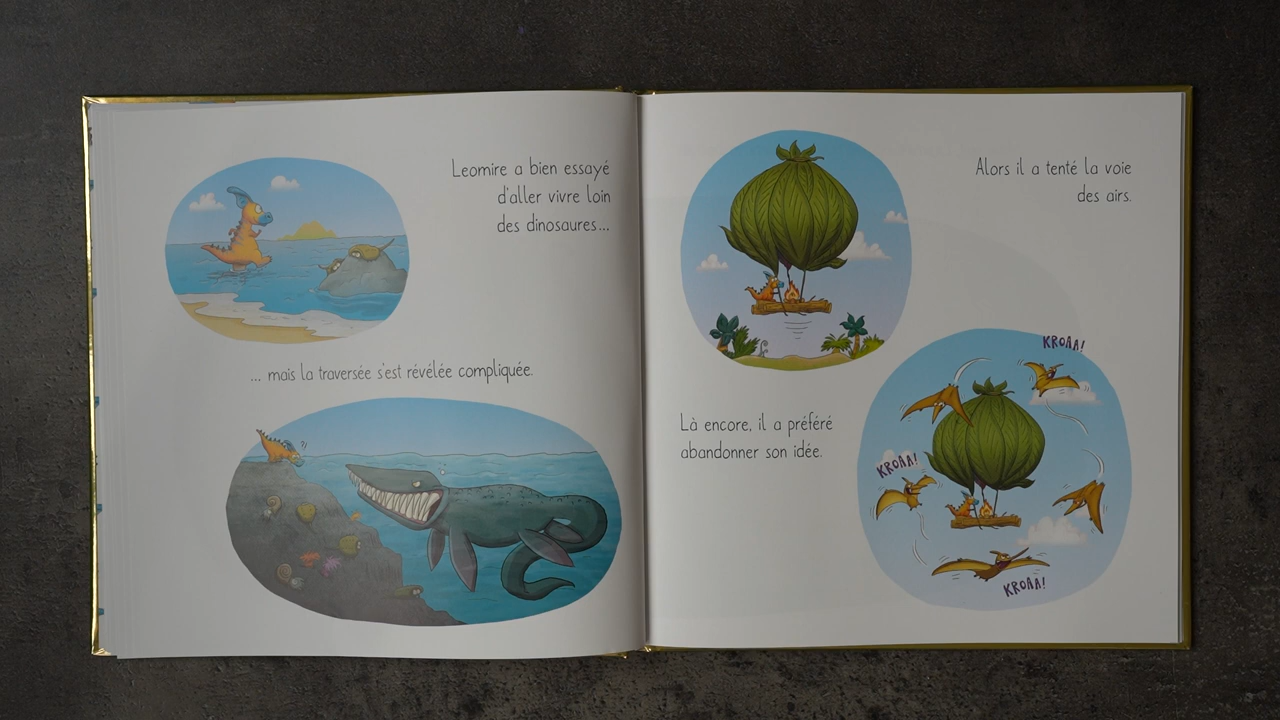 Leomire a bien essayé
d'aller vivre loin
des dinosaures...
... mais la traversée s'est révélée compliquée.
Alors il a tenté la voie
des airs.
Là encore, il a préféré
abandonner son idée.
KROAA!
KROAA!
KROAA!